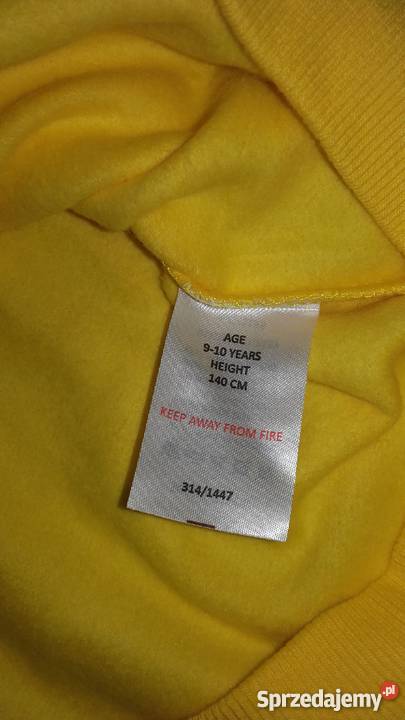 AGE
9-10 YEARS
HEIGHT
140 CM
KEEP AWAY FROM FIRE
314/1447
Sprzedajemy.pl